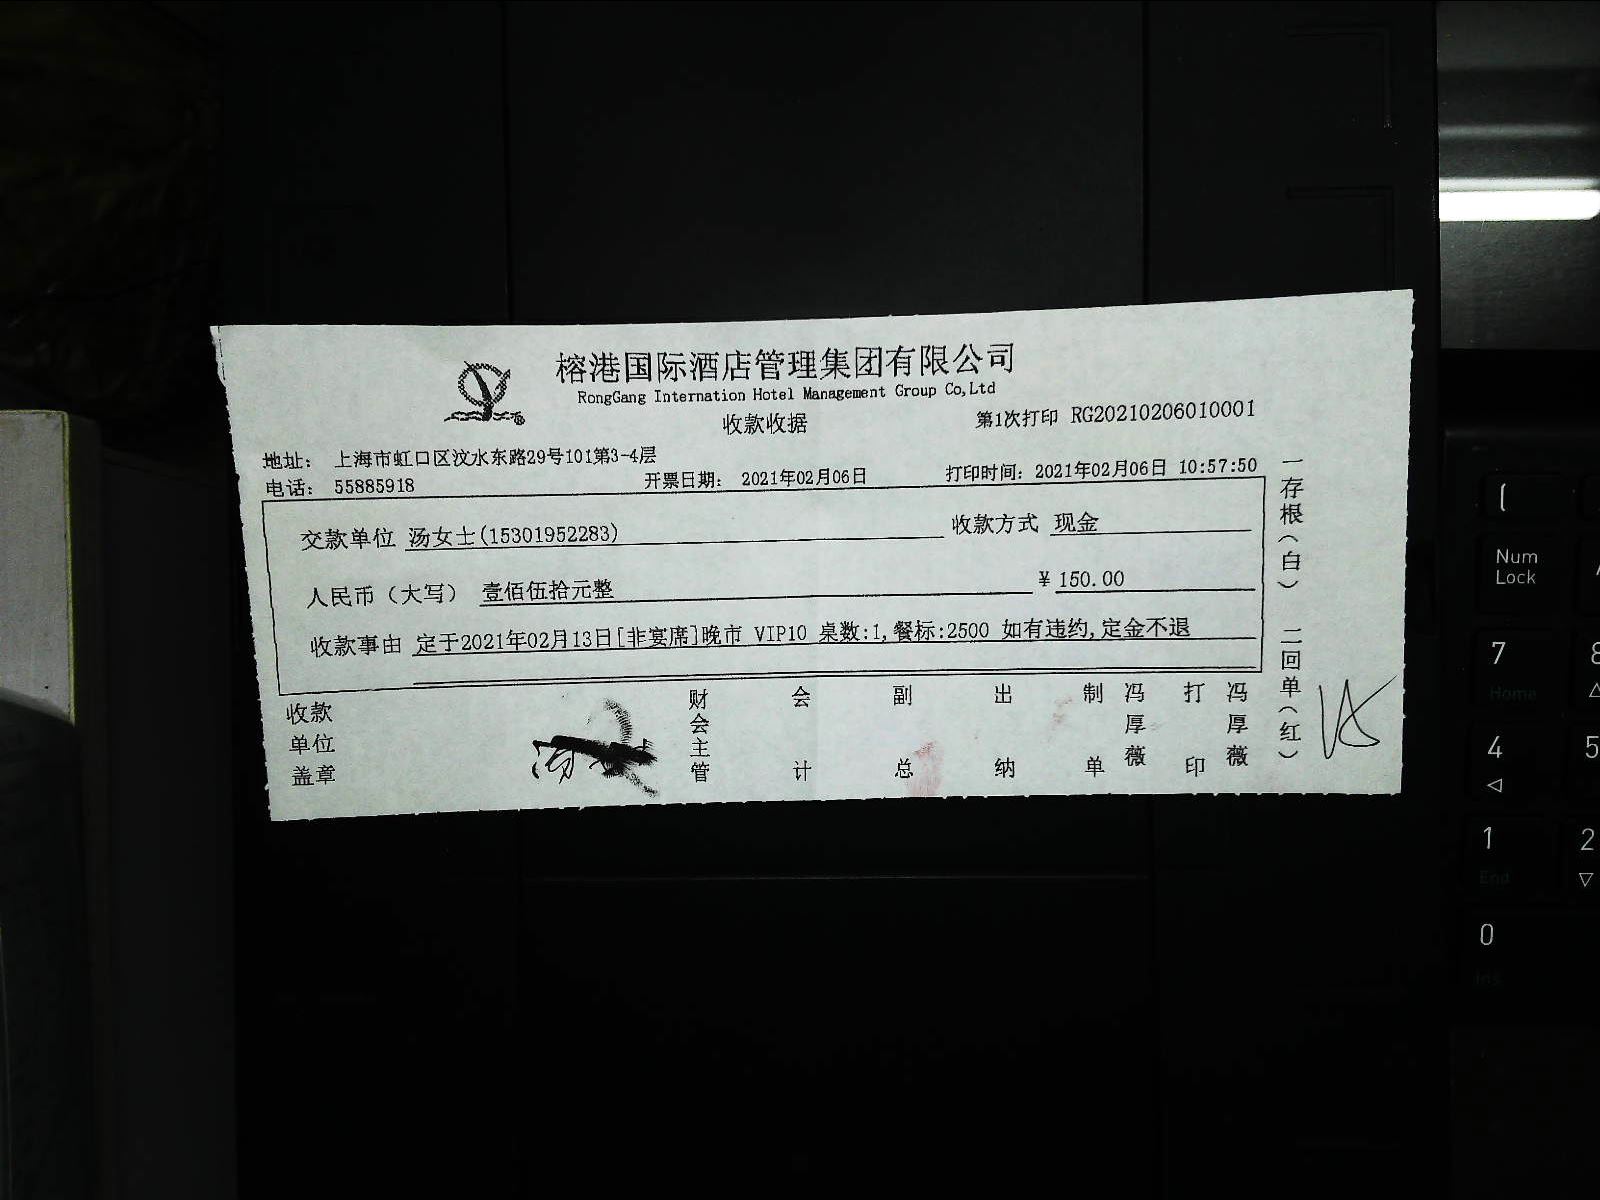 榕港国际酒店管理集团有限公司
RongGang Internation Hotel Management Group Co,Ltd
收款收据
第1次打印 RG20210206010001
地址： 上海市虹口区汶水东路29号101第3-4层
电话： 55885918
开票日期： 2021年02月06日
打印时间：2021年02月06日 10:57:50
交款单位 汤女士(15301952283)
收款方式 现金
人民币（大写） 壹佰伍拾元整
¥ 150.00
收款事由 定于2021年02月13日[非宴席]晚市 VIP10 桌数:1,餐标:2500 如有违约,定金不退
收款单位盖章
财会主管
会计
副总
出纳
制单
冯厚薇
打印
冯厚薇
一存根（白）
二回单（红）
(
Num Lock
7
Home
8
4
5
1
End
2
0
Ins